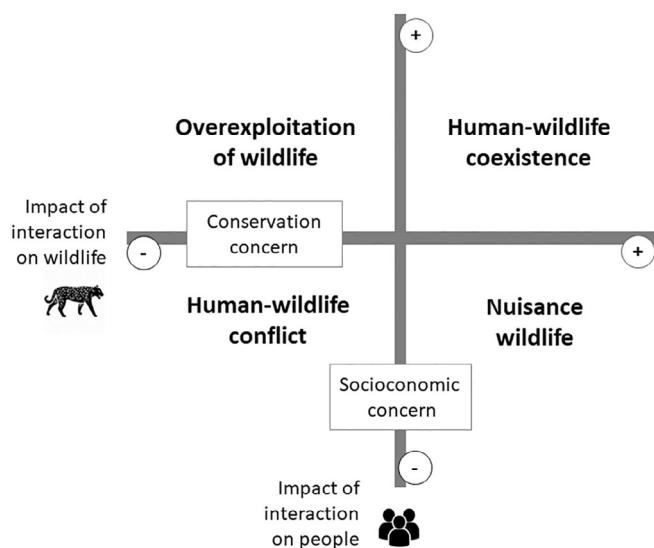 +
Overexploitation
of wildlife
Human-wildlife
coexistence
Impact of
interaction
on wildlife
Conservation
concern
-
+
Human-wildlife
conflict
Nuisance
wildlife
Socioeconomic
concern
-
Impact of
interaction
on people